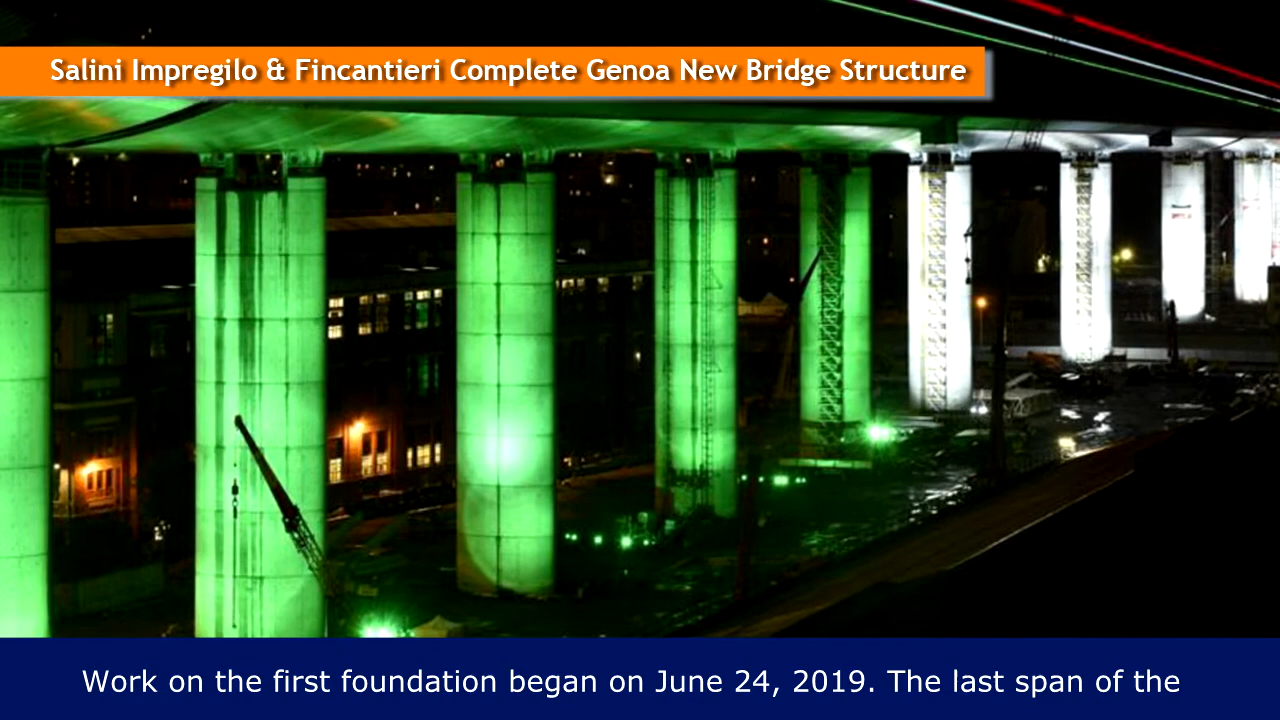 Salini Impregilo & Fincantieri Complete Genoa New Bridge Structure
Work on the first foundation began on June 24, 2019. The last span of the